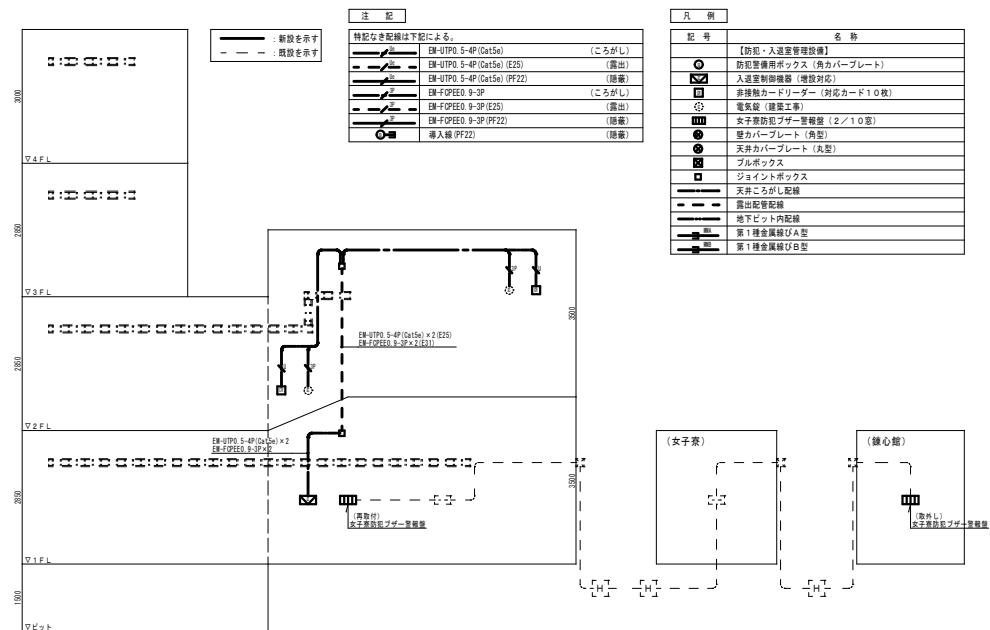 ：新設を示す
：既設を示す
注　記
特記なき配線は下記による。
EM-UTP0.5-4P(Cat5e)　(ころがし)
EM-UTP0.5-4P(Cat5e)(E25)　(露出)
EM-UTP0.5-4P(Cat5e)(PF22)　(隠蔽)
3P　EM-FCPEE0.9-3P　(ころがし)
3P　EM-FCPEE0.9-3P(E25)　(露出)
3P　EM-FCPEE0.9-3P(PF22)　(隠蔽)
導入線(PF22)　(隠蔽)
凡　例
記　号　名　称
【防犯・入退室管理設備】
防犯警備用ボックス（角カバープレート）
入退室制御機器（増設対応）
非接触カードリーダー（対応カード１０枚）
電気錠（建築工事）
女子寮防犯ブザー警報盤（２／１０窓）
壁カバープレート（角型）
天井カバープレート（丸型）
プルボックス
ジョイントボックス
天井ころがし配線
露出配管配線
地下ピット内配線
第１種金属線ぴＡ型
第１種金属線ぴＢ型
3000
▽４ＦＬ
2850
▽３ＦＬ
2850
▽２ＦＬ
2850
▽１ＦＬ
1500
▽ピット
3500
3500
EM-UTP0.5-4P(Cat5e)×2(E25)
EM-FCPEE0.9-3P×2(E31)
EM-UTP0.5-4P(Cat5e)×2
EM-FCPEE0.9-3P×2
(再取付)
女子寮防犯ブザー警報盤
（女子寮）
（錬心館）
(取外し)
女子寮防犯ブザー警報盤
H
H
H
H